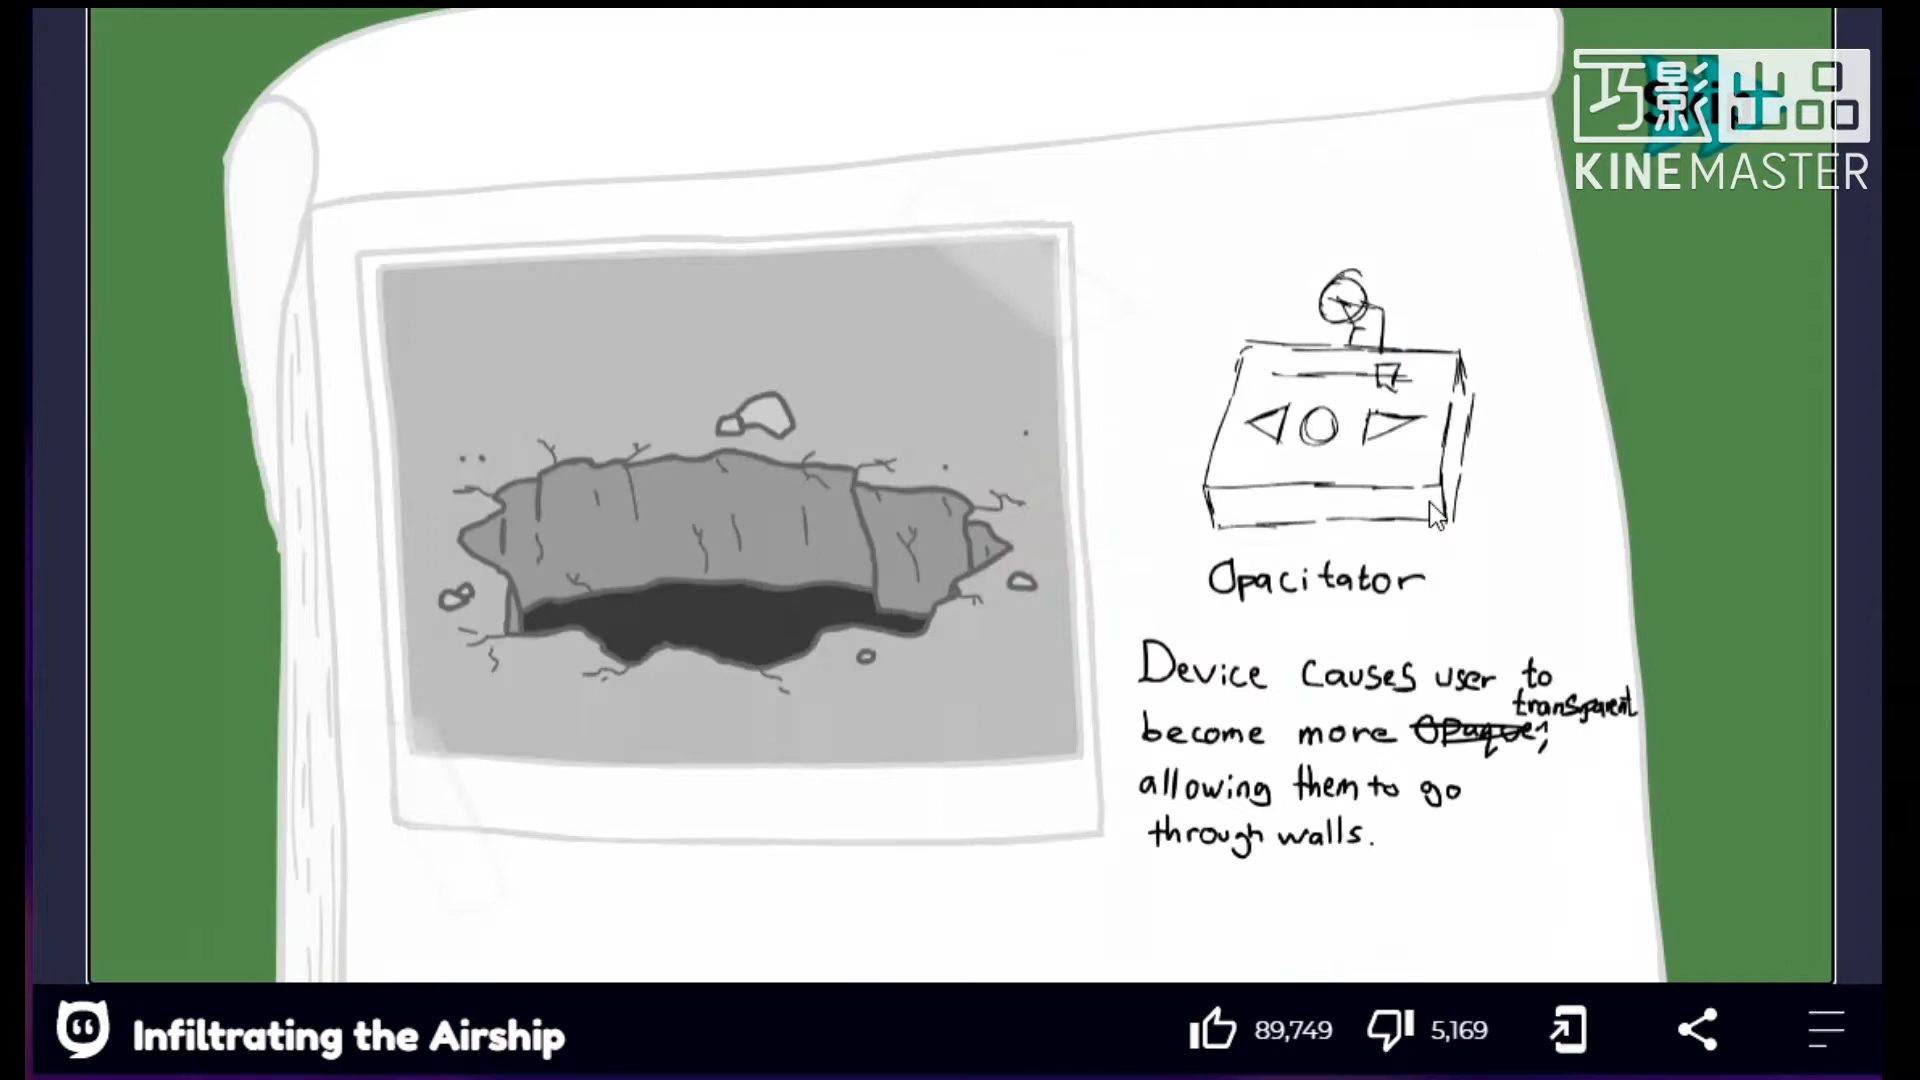 巧影出品
KINEMASTER
Opacitator
Device causes user to
transparent
become more Opaque,
allowing them to go
through walls.
Infiltrating the Airship
89,749
5,169